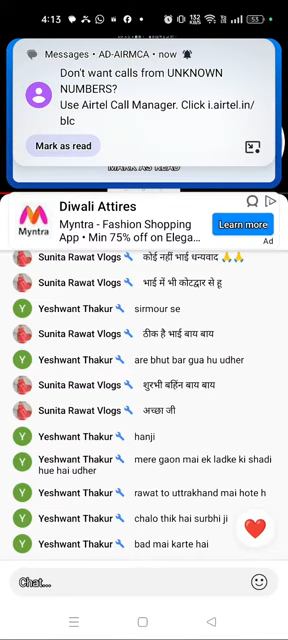 4:13
53
Messages • AD-AIRMCA • now
Don't want calls from UNKNOWN
NUMBERS?
Use Airtel Call Manager. Click i.airtel.in/
blc
Mark as read
MARK AS READ
Myntra
Diwali Attires
Myntra - Fashion Shopping
App • Min 75% off on Elega...
Learn more
Ad
Sunita Rawat Vlogs कोई नहीं भाई धन्यवाद 🙏🙏
Sunita Rawat Vlogs भाई में भी कोटद्वार से हू
Yeshwant Thakur sirmour se
Sunita Rawat Vlogs ठीक है भाई बाय बाय
Yeshwant Thakur are bhut bar gua hu udher
Sunita Rawat Vlogs शुरभी बहिंन बाय बाय
Sunita Rawat Vlogs अच्छा जी
Yeshwant Thakur hanji
Yeshwant Thakur mere gaon mai ek ladke ki shadi
hue hai udher
Yeshwant Thakur rawat to uttrakhand mai hote h
Yeshwant Thakur chalo thik hai surbhi ji
Yeshwant Thakur bad mai karte hai
Chat...